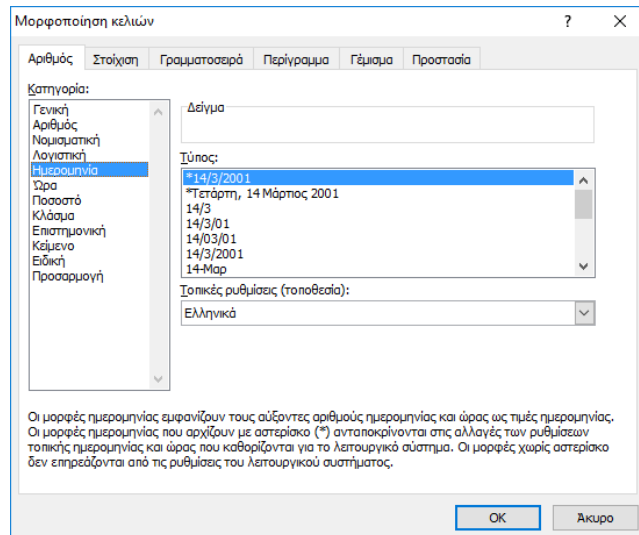 Μορφοποίηση κελιών
Αριθμός Στοίχιση Γραμματοσειρά Περίγραμμα Γέμισμα Προστασία
Κατηγορία:
Γενική
Αριθμός
Νομισματική
Λογιστική
Ημερομηνία
Ώρα
Ποσοστό
Κλάσμα
Επιστημονική
Κείμενο
Ειδική
Προσαρμογή
Δείγμα
Τύπος:
*14/3/2001
*Τετάρτη, 14 Μάρτιος 2001
14/3
14/3/01
14/03/01
14/3/2001
14-Μαρ
Τοπικές ρυθμίσεις (τοποθεσία):
Ελληνικά
Οι μορφές ημερομηνίας εμφανίζουν τους αύξοντες αριθμούς ημερομηνίας και ώρας ως τιμές ημερομηνίας.
Οι μορφές ημερομηνίας που αρχίζουν με αστερίσκο (*) ανταποκρίνονται στις αλλαγές των ρυθμίσεων
τοπικής ημερομηνίας και ώρας που καθορίζονται για το λειτουργικό σύστημα. Οι μορφές χωρίς αστερίσκο
δεν επηρεάζονται από τις ρυθμίσεις του λειτουργικού συστήματος.
OK Άκυρο